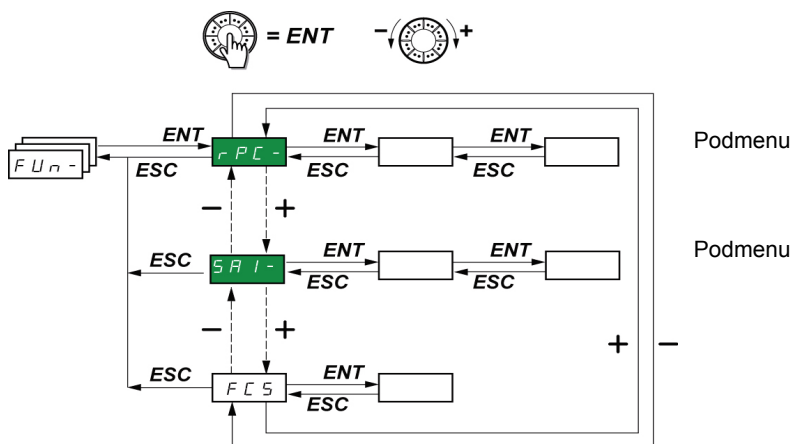 = ENT
- +
FUn-
ENT
ESC
rPC-
ENT
ESC
ENT
ESC
Podmenu
- +
ESC
SAI-
ENT
ESC
ENT
ESC
Podmenu
- +
+ -
ESC
FCS
ENT
ESC